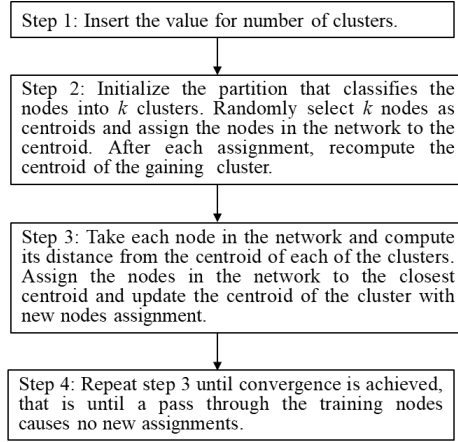 Step 1: Insert the value for number of clusters.
Step 2: Initialize the partition that classifies the
nodes into k clusters. Randomly select k nodes as
centroids and assign the nodes in the network to the
centroid. After each assignment, recompute the
centroid of the gaining cluster.
Step 3: Take each node in the network and compute
its distance from the centroid of each of the clusters.
Assign the nodes in the network to the closest
centroid and update the centroid of the cluster with
new nodes assignment.
Step 4: Repeat step 3 until convergence is achieved,
that is until a pass through the training nodes
causes no new assignments.